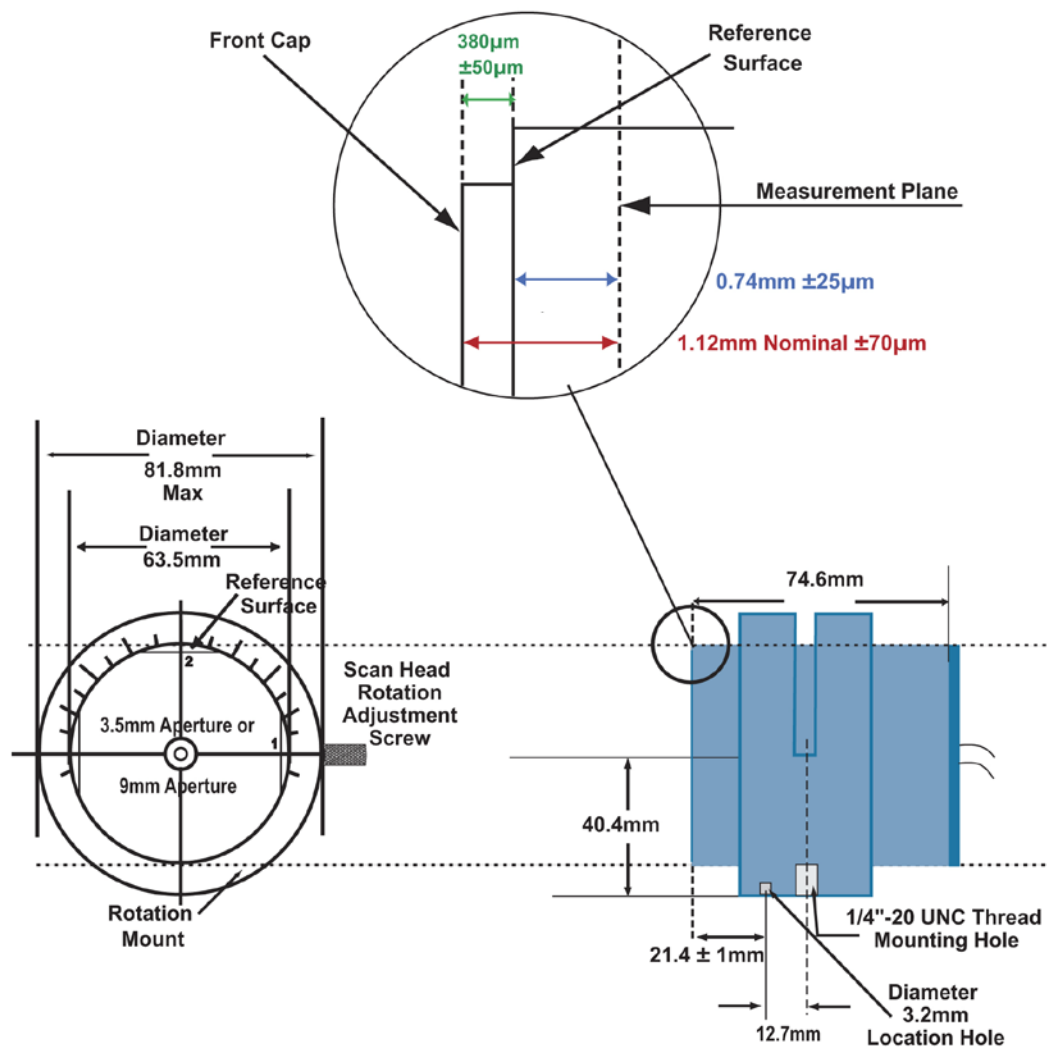 Front Cap
380µm
±50µm
Reference
Surface
Measurement Plane
0.74mm ±25µm
1.12mm Nominal ±70µm
Diameter
81.8mm
Max
Diameter
63.5mm
Reference
Surface
2
3.5mm Aperture or
1
9mm Aperture
Scan Head
Rotation
Adjustment
Screw
Rotation
Mount
74.6mm
40.4mm
21.4 ± 1mm
12.7mm
1/4"-20 UNC Thread
Mounting Hole
Diameter
3.2mm
Location Hole